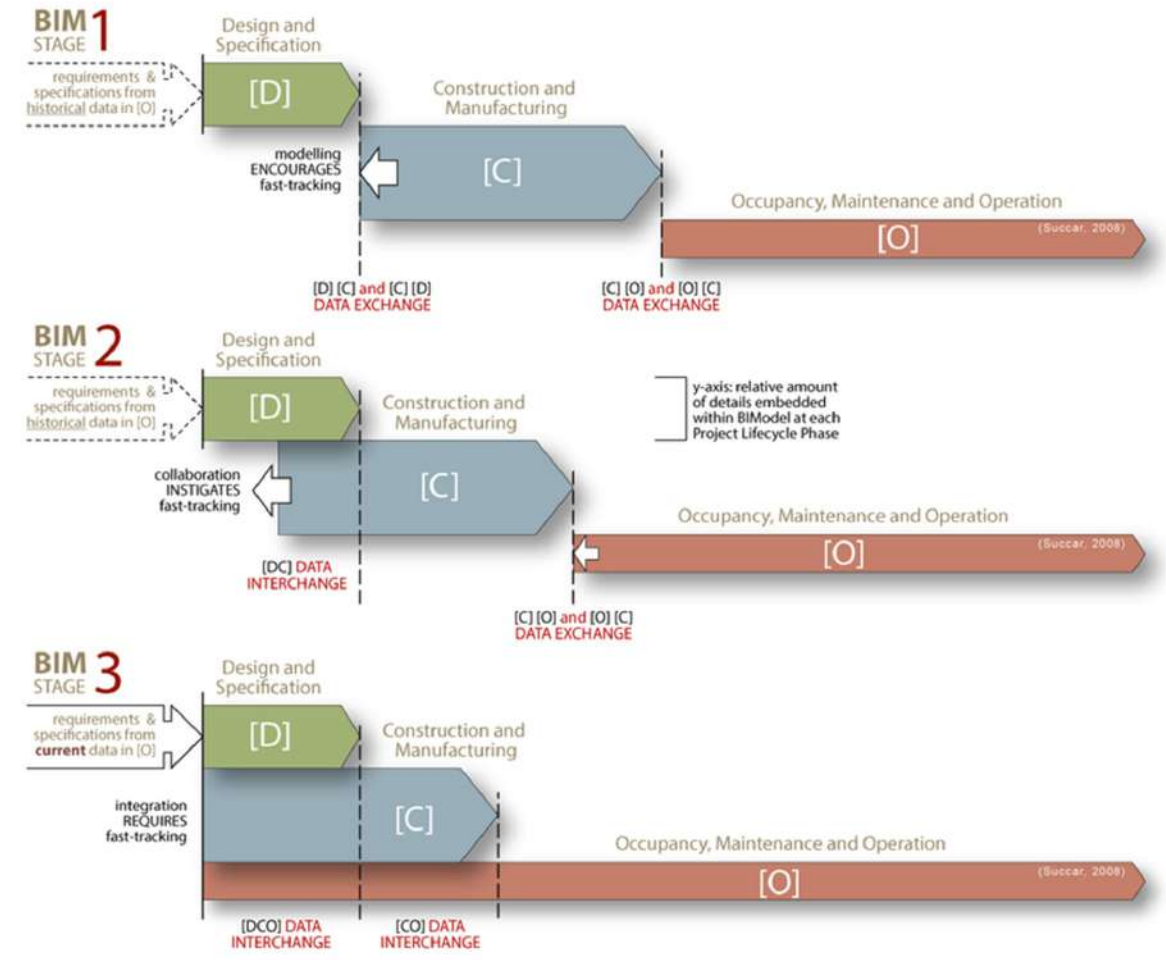 BIM
STAGE 1
Design and
Specification
requirements &
specifications from
historical data in [O]
[D]
Construction and
Manufacturing
modelling
ENCOURAGES
fast-tracking
[C]
Occupancy, Maintenance and Operation
[O]
(Succar, 2008)
[D] [C] and [C] [D]
DATA EXCHANGE
[C] [O] and [O] [C]
DATA EXCHANGE
BIM
STAGE 2
Design and
Specification
requirements &
specifications from
historical data in [O]
[D]
Construction and
Manufacturing
y-axis: relative amount
of details embedded
within BIModel at each
Project Lifecycle Phase
collaboration
INSTIGATES
fast-tracking
[C]
Occupancy, Maintenance and Operation
[O]
(Succar, 2008)
[DC] DATA
INTERCHANGE
[C] [O] and [O] [C]
DATA EXCHANGE
BIM
STAGE 3
Design and
Specification
requirements &
specifications from
current data in [O]
[D]
Construction and
Manufacturing
integration
REQUIRES
fast-tracking
[C]
Occupancy, Maintenance and Operation
[O]
(Succar, 2008)
[DCO] DATA
INTERCHANGE
[CO] DATA
INTERCHANGE